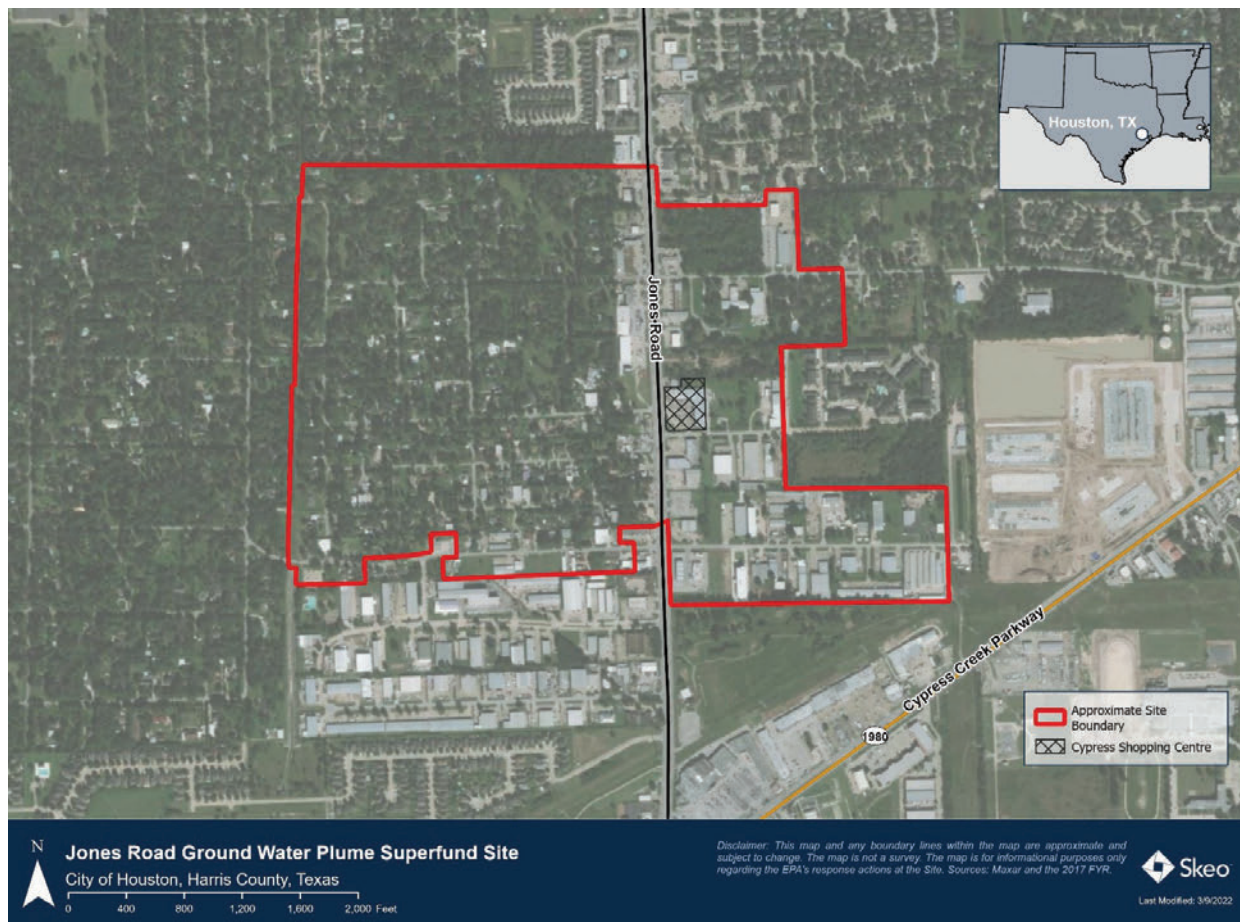 Houston, TX
Jones Road
Cypress Creek Parkway
1980
Approximate Site
Boundary
Cypress Shopping Centre
N
Jones Road Ground Water Plume Superfund Site
City of Houston, Harris County, Texas
0 400 800 1,200 1,600 2,000 Feet
Disclaimer: This map and any boundary lines within the map are approximate and
subject to change. The map is not a survey. The map is for informational purposes only
regarding the EPA's response actions at the Site. Sources: Maxar and the 2017 FYR.
Skeo
Last Modified: 3/9/2022